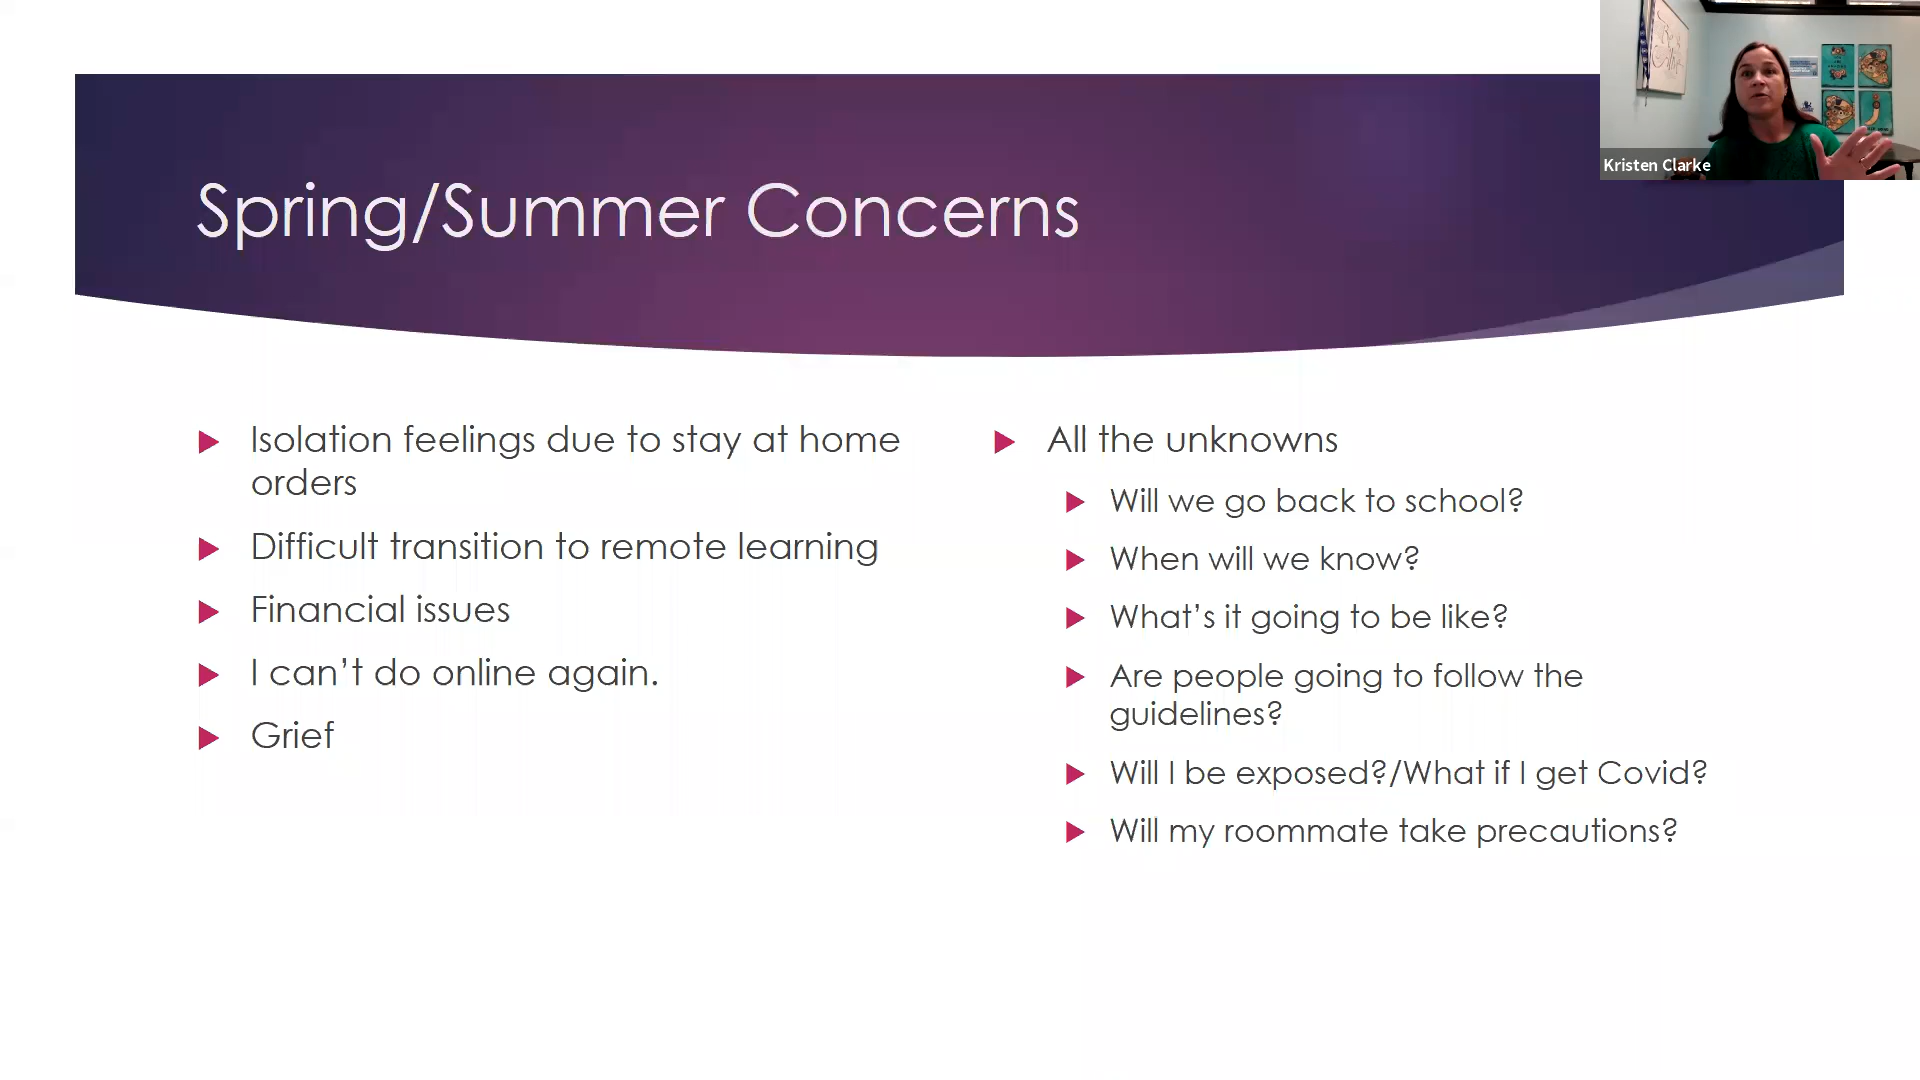 Kristen Clarke
Spring/Summer Concerns
Isolation feelings due to stay at home
orders
Difficult transition to remote learning
Financial issues
I can’t do online again.
Grief
All the unknowns
Will we go back to school?
When will we know?
What’s it going to be like?
Are people going to follow the
guidelines?
Will I be exposed?/What if I get Covid?
Will my roommate take precautions?